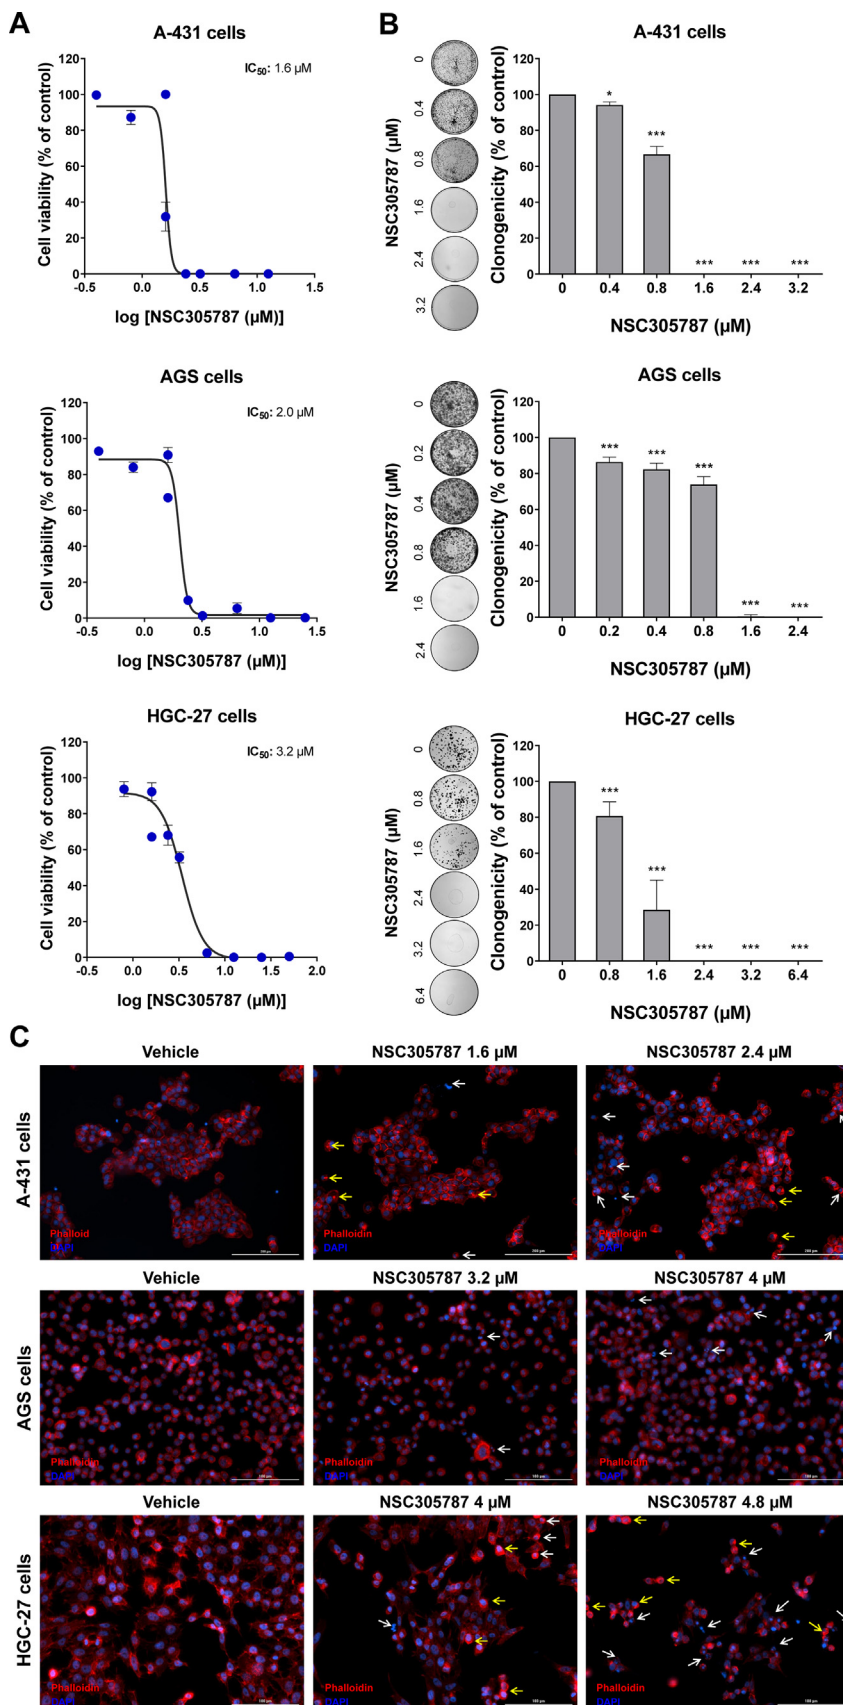 A
B
A-431 cells
A-431 cells
120
100
80
60
40
20
0
-0.5
0.0
0.5
1.0
1.5
IC50: 1.6 µM
Cell viability (% of control)
log [NSC305787 (µM)]
NSC305787 (µM)
0
0.4
0.8
1.6
2.4
3.2
Clonogenicity (% of control)
120
100
80
60
40
20
0
*
***
***
***
***
0
0.4
0.8
1.6
2.4
3.2
NSC305787 (µM)
AGS cells
AGS cells
120
100
80
60
40
20
0
-0.5
0.0
0.5
1.0
1.5
IC50: 2.0 µM
Cell viability (% of control)
log [NSC305787 (µM)]
NSC305787 (µM)
0
0.2
0.4
0.8
1.6
2.4
Clonogenicity (% of control)
120
100
80
60
40
20
0
***
***
***
***
***
0
0.2
0.4
0.8
1.6
2.4
NSC305787 (µM)
HGC-27 cells
HGC-27 cells
120
100
80
60
40
20
0
-0.5
0.0
0.5
1.0
1.5
2.0
IC50: 3.2 µM
Cell viability (% of control)
log [NSC305787 (µM)]
NSC305787 (µM)
0
0.8
1.6
2.4
3.2
6.4
Clonogenicity (% of control)
120
100
80
60
40
20
0
***
***
***
***
***
0
0.8
1.6
2.4
3.2
6.4
NSC305787 (µM)
C
Vehicle
NSC305787 1.6 µM
NSC305787 2.4 µM
A-431 cells
Phalloid
DAPI
Phalloidin
DAPI
Phalloidin
DAPI
Vehicle
NSC305787 3.2 µM
NSC305787 4 µM
AGS cells
Phalloidin
DAPI
Phalloidin
DAPI
Phalloidin
DAPI
Vehicle
NSC305787 4 µM
NSC305787 4.8 µM
HGC-27 cells
Phalloidin
DAPI
Phalloidin
DAPI
Phalloidin
DAPI